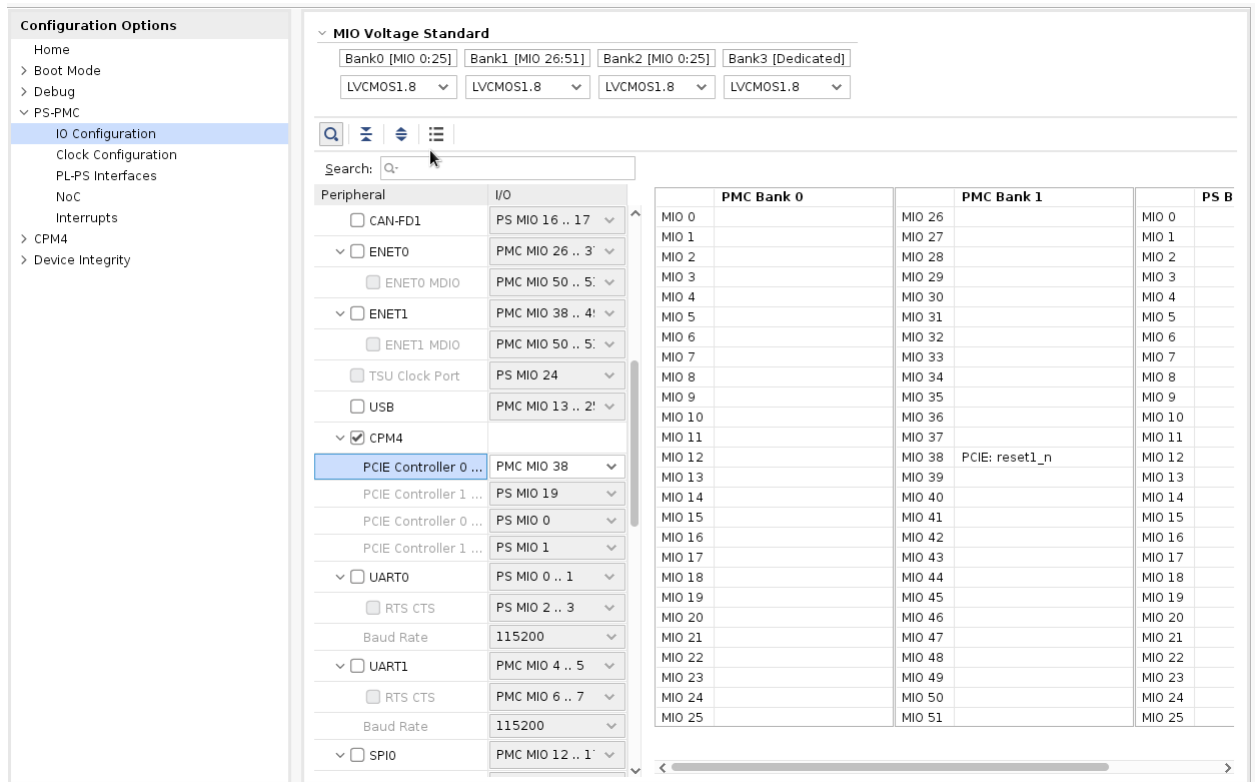 Configuration Options
Home
Boot Mode
Debug
PS-PMC
IO Configuration
Clock Configuration
PL-PS Interfaces
NoC
Interrupts
CPM4
Device Integrity
MIO Voltage Standard
Bank0 [MIO 0:25] Bank1 [MIO 26:51] Bank2 [MIO 0:25] Bank3 [Dedicated]
LVCMOS1.8 LVCMOS1.8 LVCMOS1.8 LVCMOS1.8
Search:
Peripheral I/O
CAN-FD1 PS MIO 16 .. 17
ENET0 PMC MIO 26 .. 3
ENET0 MDIO PMC MIO 50 .. 5
ENET1 PMC MIO 38 .. 4
ENET1 MDIO PMC MIO 50 .. 5
TSU Clock Port PS MIO 24
USB PMC MIO 13 .. 2
CPM4
PCIE Controller 0 ... PMC MIO 38
PCIE Controller 1 ... PS MIO 19
PCIE Controller 0 ... PS MIO 0
PCIE Controller 1 ... PS MIO 1
UART0 PS MIO 0 .. 1
RTS CTS PS MIO 2 .. 3
Baud Rate 115200
UART1 PMC MIO 4 .. 5
RTS CTS PMC MIO 6 .. 7
Baud Rate 115200
SPI0 PMC MIO 12 .. 1
PMC Bank 0 PMC Bank 1 PS B
MIO 0 MIO 26 MIO 0
MIO 1 MIO 27 MIO 1
MIO 2 MIO 28 MIO 2
MIO 3 MIO 29 MIO 3
MIO 4 MIO 30 MIO 4
MIO 5 MIO 31 MIO 5
MIO 6 MIO 32 MIO 6
MIO 7 MIO 33 MIO 7
MIO 8 MIO 34 MIO 8
MIO 9 MIO 35 MIO 9
MIO 10 MIO 36 MIO 10
MIO 11 MIO 37 MIO 11
MIO 12 MIO 38 PCIE: reset1_n MIO 12
MIO 13 MIO 39 MIO 13
MIO 14 MIO 40 MIO 14
MIO 15 MIO 41 MIO 15
MIO 16 MIO 42 MIO 16
MIO 17 MIO 43 MIO 17
MIO 18 MIO 44 MIO 18
MIO 19 MIO 45 MIO 19
MIO 20 MIO 46 MIO 20
MIO 21 MIO 47 MIO 21
MIO 22 MIO 48 MIO 22
MIO 23 MIO 49 MIO 23
MIO 24 MIO 50 MIO 24
MIO 25 MIO 51 MIO 25